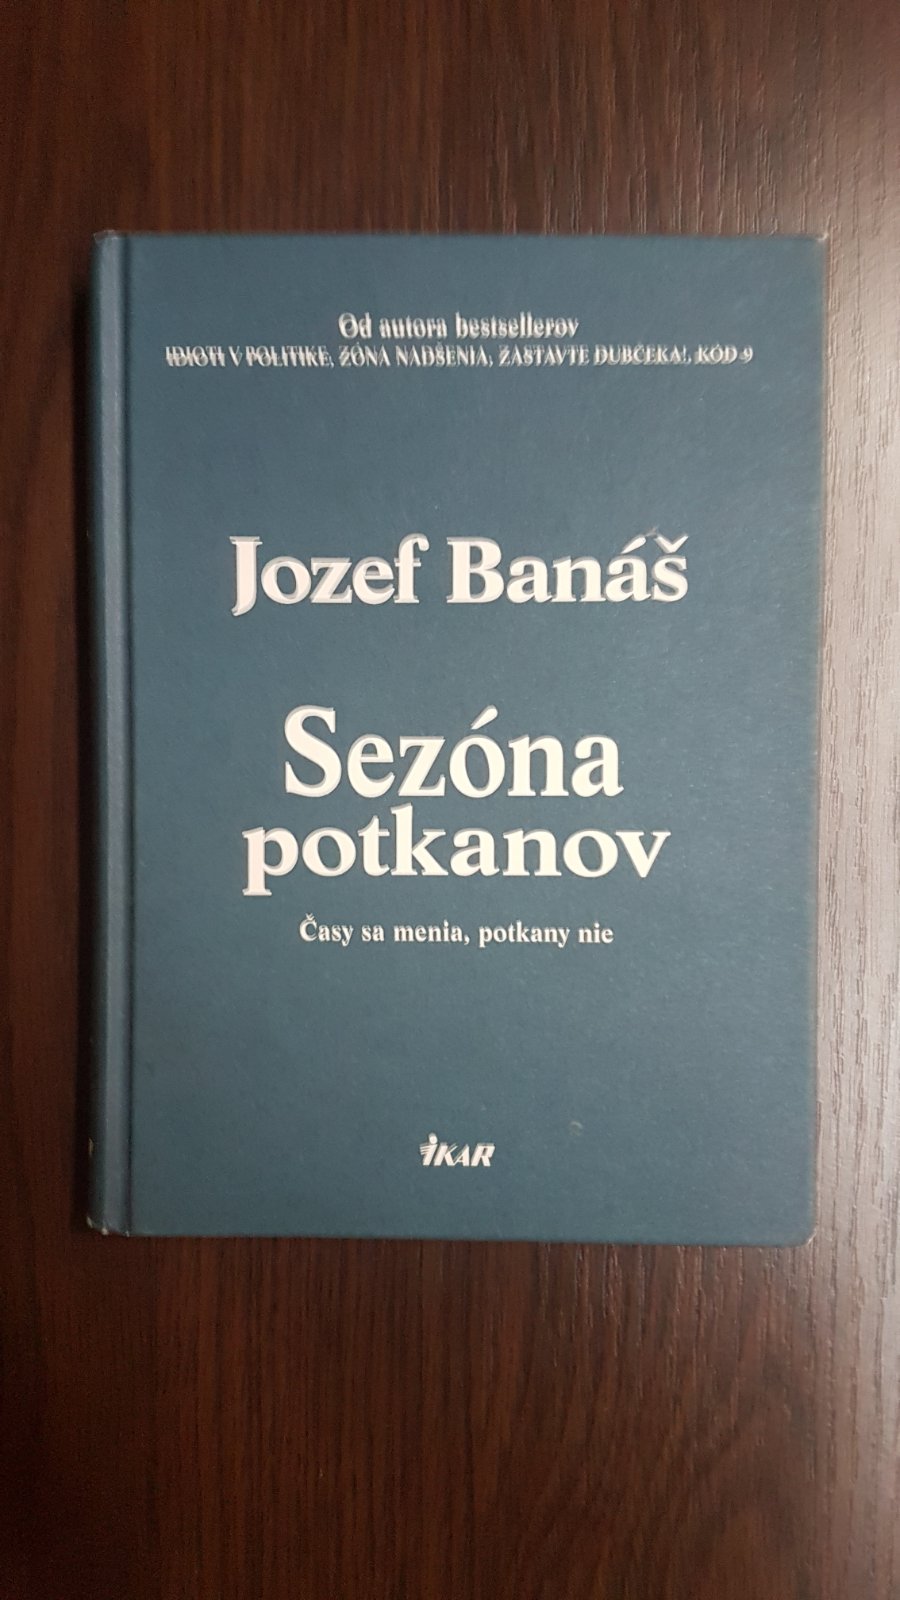 Od autora bestsellerov
IDIOTI V POLITIKE, ZÓNA NADŠENIA, ZASTAVTE DUBČEKA!, KÓD 9
Jozef Banáš
Sezóna
potkanov
Časy sa menia, potkany nie
iKAR